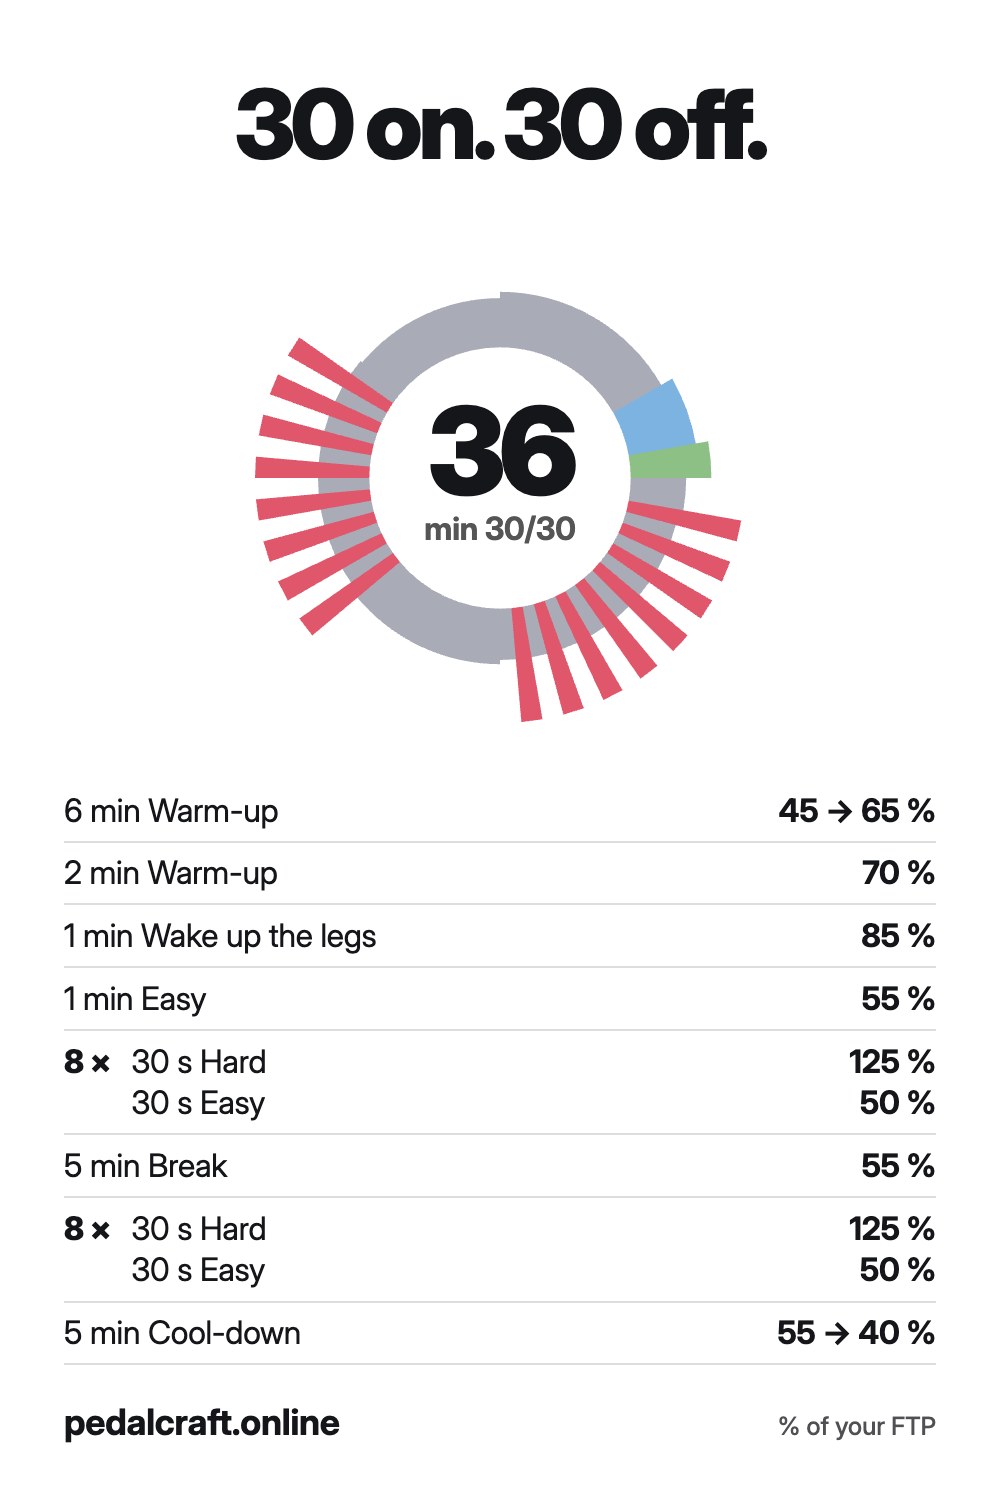 30 on. 30 off.
36
min 30/30
6 min Warm-up 45 → 65 %
2 min Warm-up 70 %
1 min Wake up the legs 85 %
1 min Easy 55 %
8 × 30 s Hard 125 %
30 s Easy 50 %
5 min Break 55 %
8 × 30 s Hard 125 %
30 s Easy 50 %
5 min Cool-down 55 → 40 %
pedalcraft.online % of your FTP